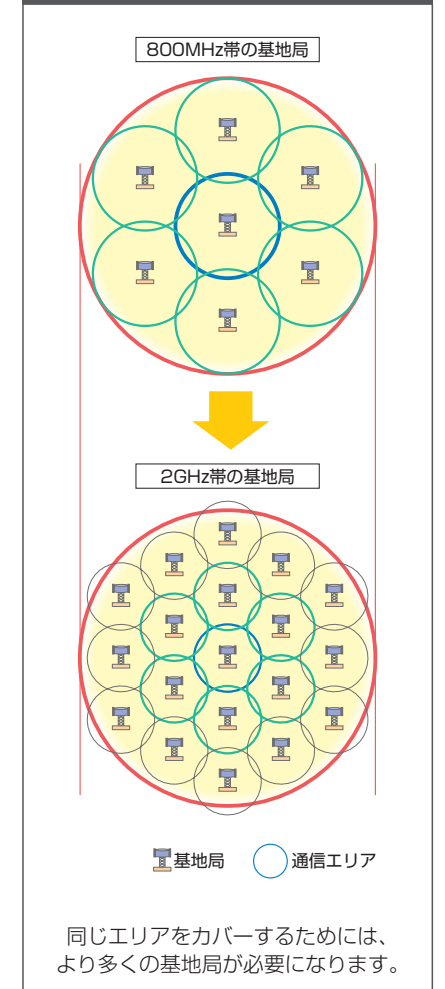 800MHz帯の基地局
2GHz帯の基地局
基地局
通信エリア
同じエリアをカバーするためには、
より多くの基地局が必要になります。